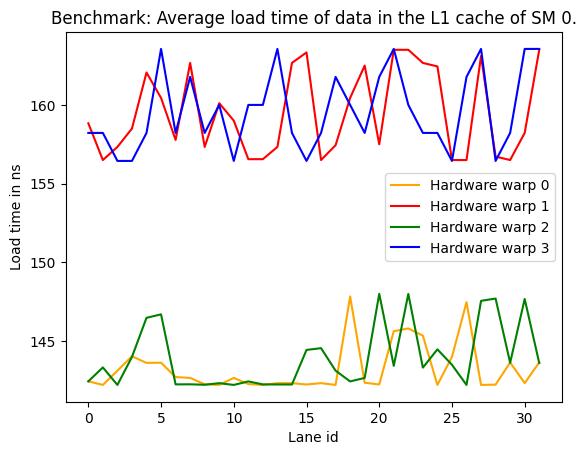 Benchmark: Average load time of data in the L1 cache of SM 0.
Load time in ns
160
155
150
145
Hardware warp 0
Hardware warp 1
Hardware warp 2
Hardware warp 3
0 5 10 15 20 25 30
Lane id